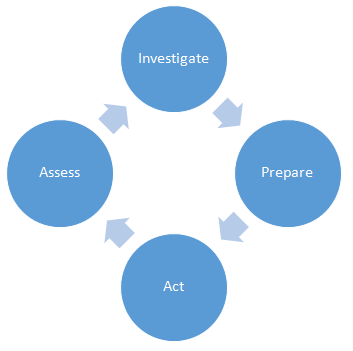 Investigate
Prepare
Act
Assess